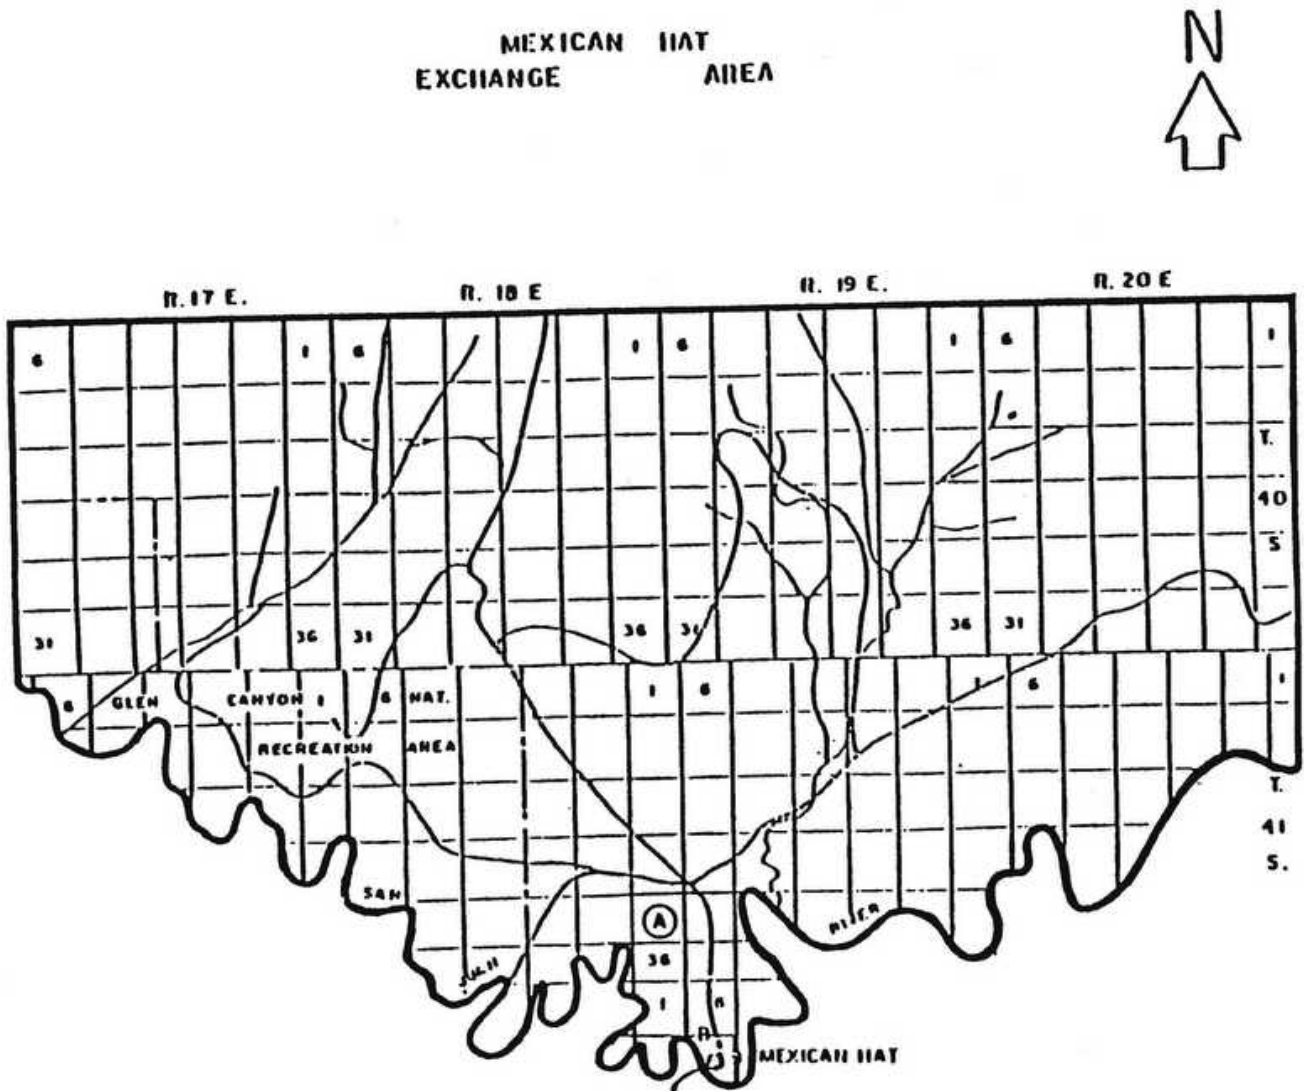 MEXICAN HAT
EXCHANGE AREA
N
R. 17 E. R. 18 E R. 19 E. R. 20 E
6 1 6 1 6 1 6 1
T.
40
S
31 36 31 36 31 36 31
6 GLEN CANYON 1 6 NAT. 1 6 1 6 1
RECREATION AREA
T.
41
S.
SAN
A
RIVER
36
JUAN
1 6
MEXICAN HAT